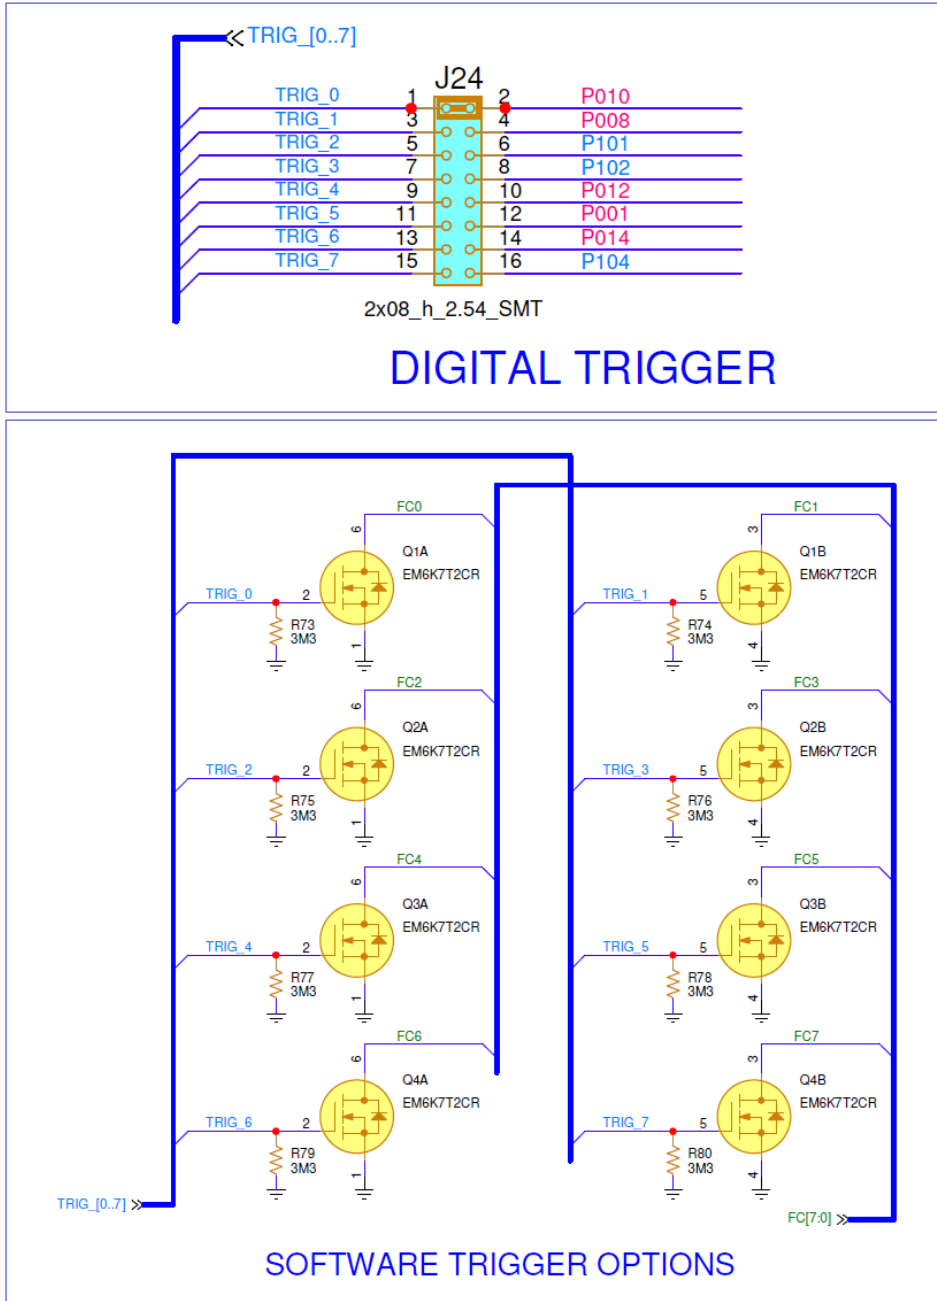 TRIG_[0..7]
J24
TRIG_0 1 2 P010
TRIG_1 3 4 P008
TRIG_2 5 6 P101
TRIG_3 7 8 P102
TRIG_4 9 10 P012
TRIG_5 11 12 P001
TRIG_6 13 14 P014
TRIG_7 15 16 P104
2x08_h_2.54_SMT
DIGITAL TRIGGER
FC0 FC1
6 3
Q1A Q1B
EM6K7T2CR EM6K7T2CR
TRIG_0 2 TRIG_1 5
R73 R74
3M3 3M3
1 4
FC2 FC3
6 3
Q2A Q2B
EM6K7T2CR EM6K7T2CR
TRIG_2 2 TRIG_3 5
R75 R76
3M3 3M3
1 4
FC4 FC5
6 3
Q3A Q3B
EM6K7T2CR EM6K7T2CR
TRIG_4 2 TRIG_5 5
R77 R78
3M3 3M3
1 4
FC6 FC7
6 3
Q4A Q4B
EM6K7T2CR EM6K7T2CR
TRIG_6 2 TRIG_7 5
R79 R80
3M3 3M3
1 4
TRIG_[0..7] FC[7:0]
SOFTWARE TRIGGER OPTIONS